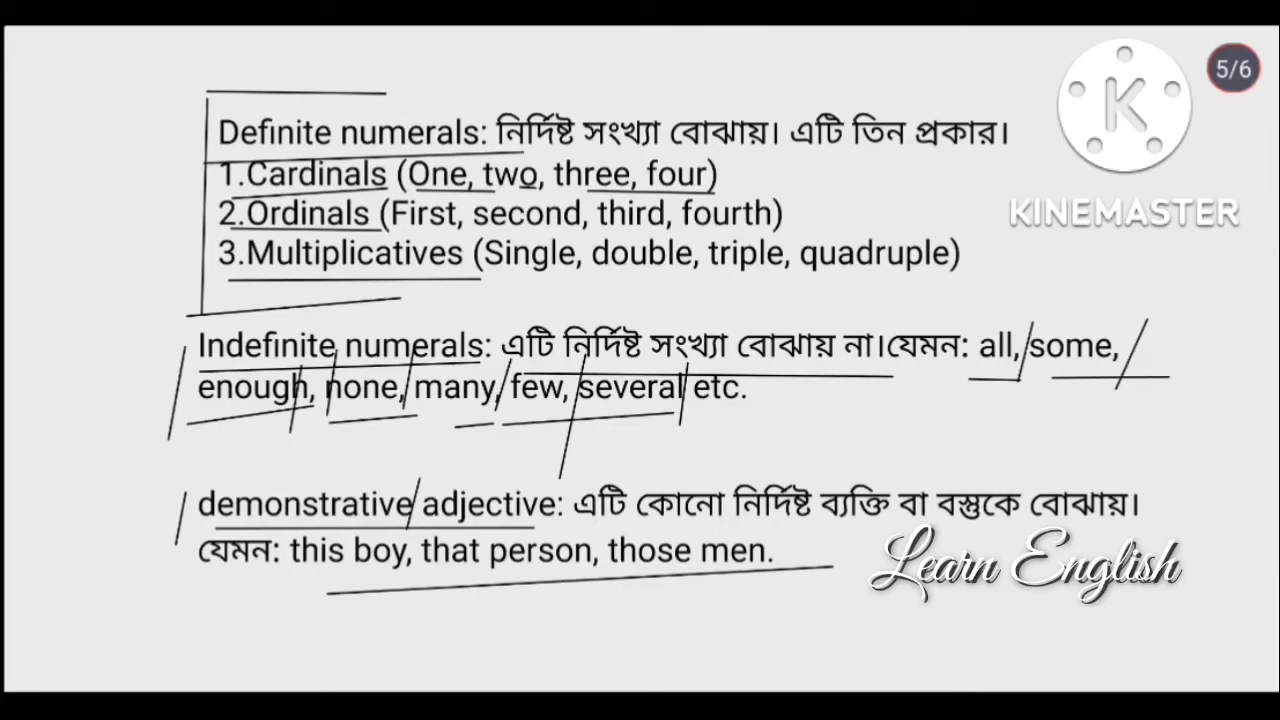 5/6
K
KINEMASTER
Definite numerals: নির্দিষ্ট সংখ্যা বোঝায়। এটি তিন প্রকার।
1.Cardinals (One, two, three, four)
2.Ordinals (First, second, third, fourth)
3.Multiplicatives (Single, double, triple, quadruple)
Indefinite numerals: এটি নির্দিষ্ট সংখ্যা বোঝায় না।যেমন: all, some,
enough, none, many, few, several etc.
demonstrative adjective: এটি কোনো নির্দিষ্ট ব্যক্তি বা বস্তুকে বোঝায়।
যেমন: this boy, that person, those men.
Learn English